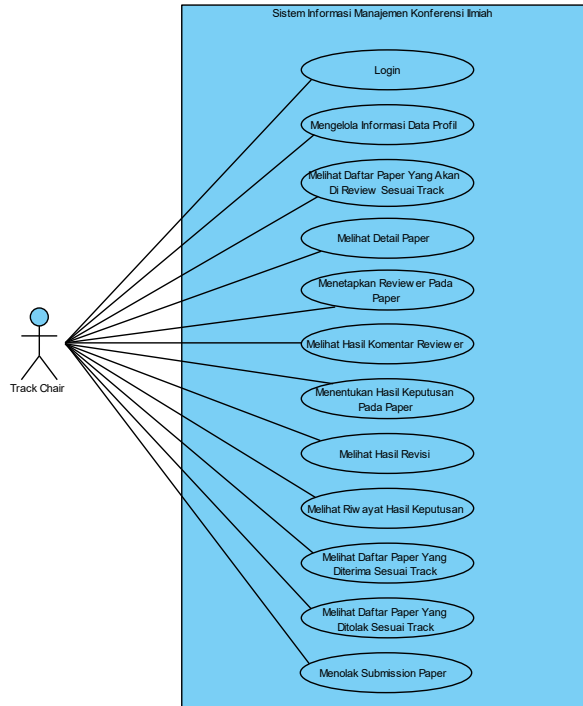 Sistem Informasi Manajemen Konferensi Ilmiah
Login
Mengelola Informasi Data Profil
Melihat Daftar Paper Yang Akan
Di Review Sesuai Track
Melihat Detail Paper
Menetapkan Reviewer Pada
Paper
Melihat Hasil Komentar Reviewer
Track Chair
Menentukan Hasil Keputusan
Pada Paper
Melihat Hasil Revisi
Melihat Riwayat Hasil Keputusan
Melihat Daftar Paper Yang
Diterima Sesuai Track
Melihat Daftar Paper Yang
Ditolak Sesuai Track
Menolak Submission Paper